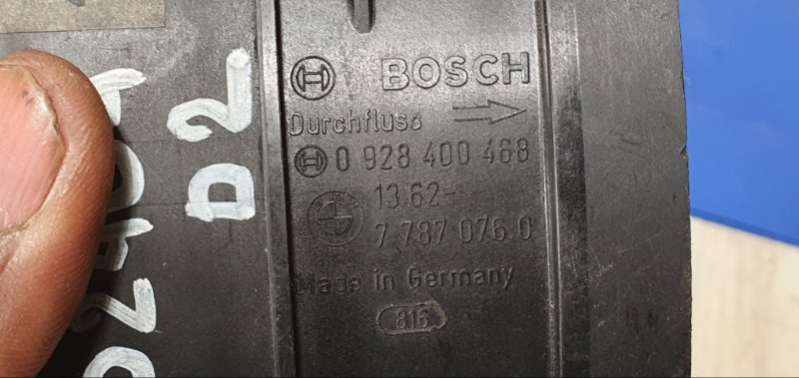 BOSCH
Durchfluss
0 928 400 468
13.62-
7 787 076 0
Made in Germany
816
D2